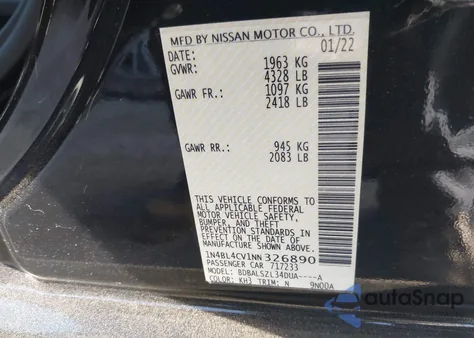 MFD BY NISSAN MOTOR CO., LTD.
DATE: 01/22
GVWR: 1963 KG
4328 LB
GAWR FR.: 1097 KG
2418 LB
GAWR RR.: 945 KG
2083 LB
THIS VEHICLE CONFORMS TO
ALL APPLICABLE FEDERAL
MOTOR VEHICLE SAFETY,
BUMPER, AND THEFT
PREVENTION STANDARDS IN
EFFECT ON THE DATE OF
MANUFACTURE SHOWN ABOVE.
1N4BL4CV1NN326890
PASSENGER CAR 717233
MODEL: BDBALSZL34DUA----A
COLOR: KH3 TRIM: N 9N0DA
autoSnap